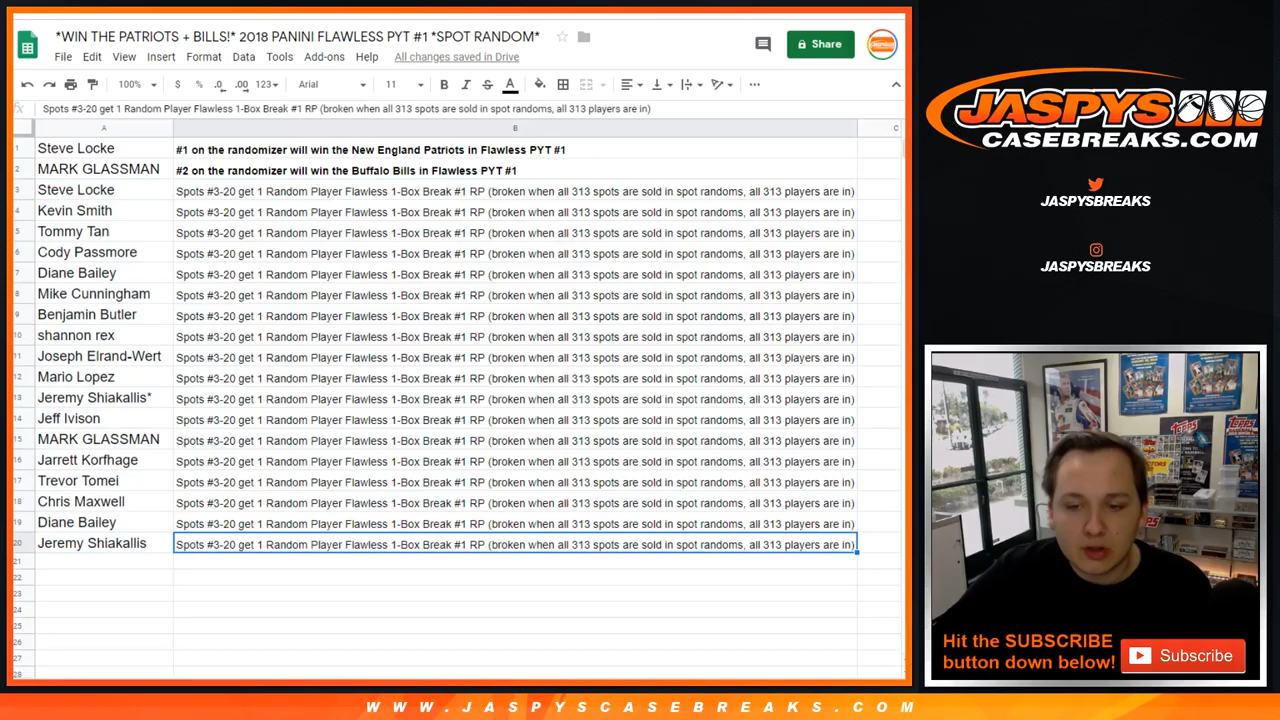 *WIN THE PATRIOTS + BILLS!* 2018 PANINI FLAWLESS PYT #1 *SPOT RANDOM*
File Edit View Insert Format Data Tools Add-ons Help All changes saved in Drive
Share
100% $ % .0 .00 123 Arial 11 B I S A
fx Spots #3-20 get 1 Random Player Flawless 1-Box Break #1 RP (broken when all 313 spots are sold in spot randoms, all 313 players are in)
A B C
1 Steve Locke #1 on the randomizer will win the New England Patriots in Flawless PYT #1
2 MARK GLASSMAN #2 on the randomizer will win the Buffalo Bills in Flawless PYT #1
3 Steve Locke Spots #3-20 get 1 Random Player Flawless 1-Box Break #1 RP (broken when all 313 spots are sold in spot randoms, all 313 players are in)
4 Kevin Smith Spots #3-20 get 1 Random Player Flawless 1-Box Break #1 RP (broken when all 313 spots are sold in spot randoms, all 313 players are in)
5 Tommy Tan Spots #3-20 get 1 Random Player Flawless 1-Box Break #1 RP (broken when all 313 spots are sold in spot randoms, all 313 players are in)
6 Cody Passmore Spots #3-20 get 1 Random Player Flawless 1-Box Break #1 RP (broken when all 313 spots are sold in spot randoms, all 313 players are in)
7 Diane Bailey Spots #3-20 get 1 Random Player Flawless 1-Box Break #1 RP (broken when all 313 spots are sold in spot randoms, all 313 players are in)
8 Mike Cunningham Spots #3-20 get 1 Random Player Flawless 1-Box Break #1 RP (broken when all 313 spots are sold in spot randoms, all 313 players are in)
9 Benjamin Butler Spots #3-20 get 1 Random Player Flawless 1-Box Break #1 RP (broken when all 313 spots are sold in spot randoms, all 313 players are in)
10 shannon rex Spots #3-20 get 1 Random Player Flawless 1-Box Break #1 RP (broken when all 313 spots are sold in spot randoms, all 313 players are in)
11 Joseph Elrand-Wert Spots #3-20 get 1 Random Player Flawless 1-Box Break #1 RP (broken when all 313 spots are sold in spot randoms, all 313 players are in)
12 Mario Lopez Spots #3-20 get 1 Random Player Flawless 1-Box Break #1 RP (broken when all 313 spots are sold in spot randoms, all 313 players are in)
13 Jeremy Shiakallis* Spots #3-20 get 1 Random Player Flawless 1-Box Break #1 RP (broken when all 313 spots are sold in spot randoms, all 313 players are in)
14 Jeff Ivison Spots #3-20 get 1 Random Player Flawless 1-Box Break #1 RP (broken when all 313 spots are sold in spot randoms, all 313 players are in)
15 MARK GLASSMAN Spots #3-20 get 1 Random Player Flawless 1-Box Break #1 RP (broken when all 313 spots are sold in spot randoms, all 313 players are in)
16 Jarrett Korfhage Spots #3-20 get 1 Random Player Flawless 1-Box Break #1 RP (broken when all 313 spots are sold in spot randoms, all 313 players are in)
17 Trevor Tomei Spots #3-20 get 1 Random Player Flawless 1-Box Break #1 RP (broken when all 313 spots are sold in spot randoms, all 313 players are in)
18 Chris Maxwell Spots #3-20 get 1 Random Player Flawless 1-Box Break #1 RP (broken when all 313 spots are sold in spot randoms, all 313 players are in)
19 Diane Bailey Spots #3-20 get 1 Random Player Flawless 1-Box Break #1 RP (broken when all 313 spots are sold in spot randoms, all 313 players are in)
20 Jeremy Shiakallis Spots #3-20 get 1 Random Player Flawless 1-Box Break #1 RP (broken when all 313 spots are sold in spot randoms, all 313 players are in)
21
22
23
24
25
26
27
28
JASPYS
CASEBREAKS.COM
JASPYSBREAKS
JASPYSBREAKS
TOPPS
Topps
Hit the SUBSCRIBE
button down below!
Subscribe
WWW.JASPYSCASEBREAKS.COM